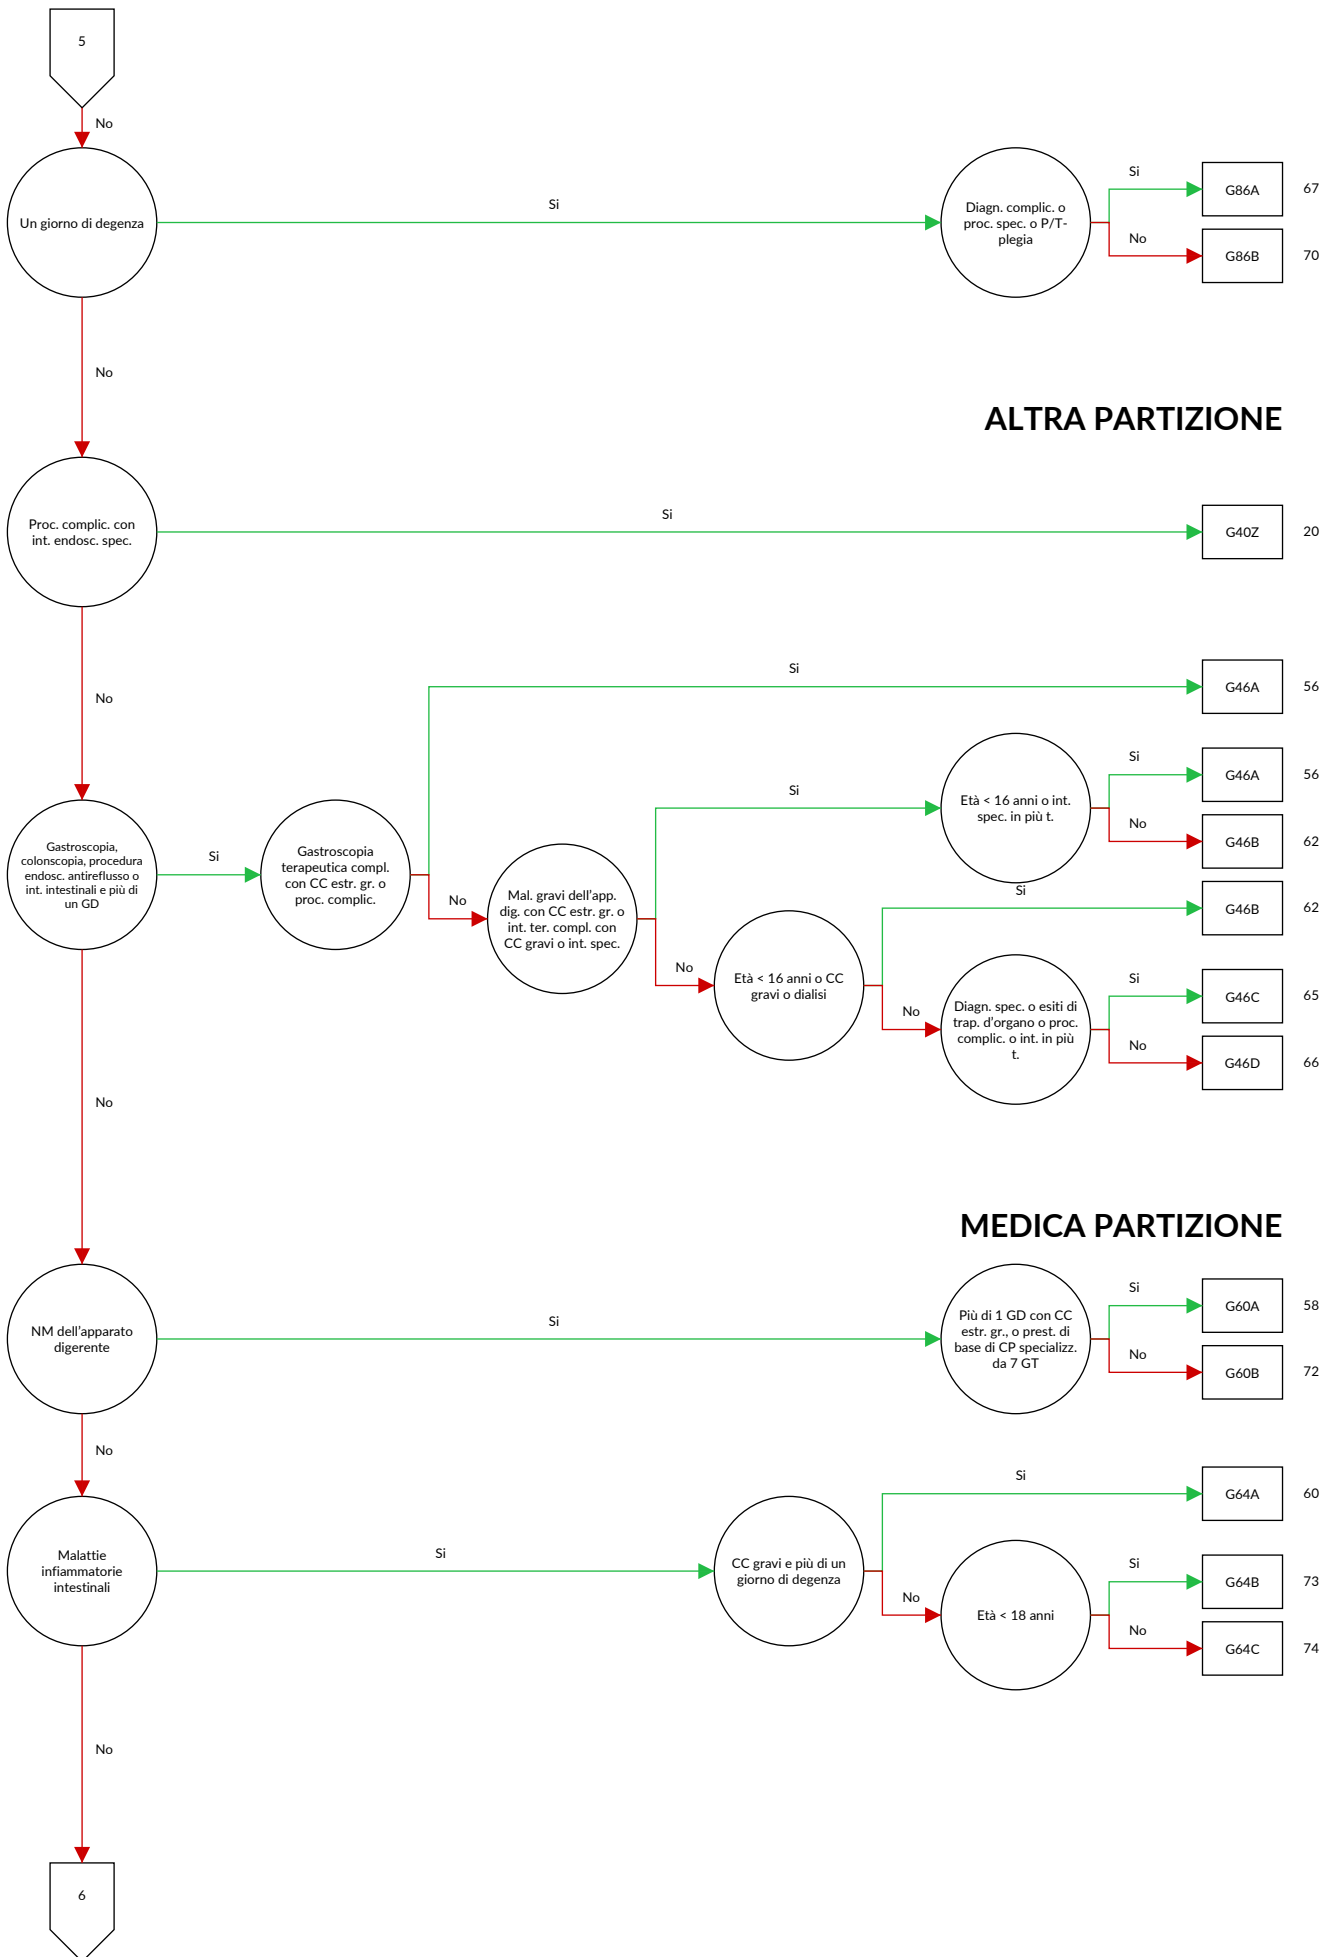 5
No
Un giorno di degenza
Si
Diagn. complic. o
proc. spec. o P/T-
plegia
Si
G86A
67
No
G86B
70
No
ALTRA PARTIZIONE
Proc. complic. con
int. endosc. spec.
Si
G40Z
20
No
Si
G46A
56
Gastroscopia,
colonscopia, procedura
endosc. antireflusso o
int. intestinali e più di
un GD
Si
Gastroscopia
terapeutica compl.
con CC estr. gr. o
proc. complic.
No
Mal. gravi dell'app.
dig. con CC estr. gr. o
int. ter. compl. con
CC gravi o int. spec.
Si
Età < 16 anni o int.
spec. in più t.
Si
G46A
56
No
G46B
62
No
Età < 16 anni o CC
gravi o dialisi
Si
G46B
62
No
Diagn. spec. o esiti di
trap. d'organo o proc.
complic. o int. in più
t.
Si
G46C
65
No
G46D
66
No
MEDICA PARTIZIONE
NM dell'apparato
digerente
Si
Più di 1 GD con CC
estr. gr., o prest. di
base di CP specializz.
da 7 GT
Si
G60A
58
No
G60B
72
No
Malattie
infiammatorie
intestinali
Si
CC gravi e più di un
giorno di degenza
Si
G64A
60
No
Età < 18 anni
Si
G64B
73
No
G64C
74
No
6